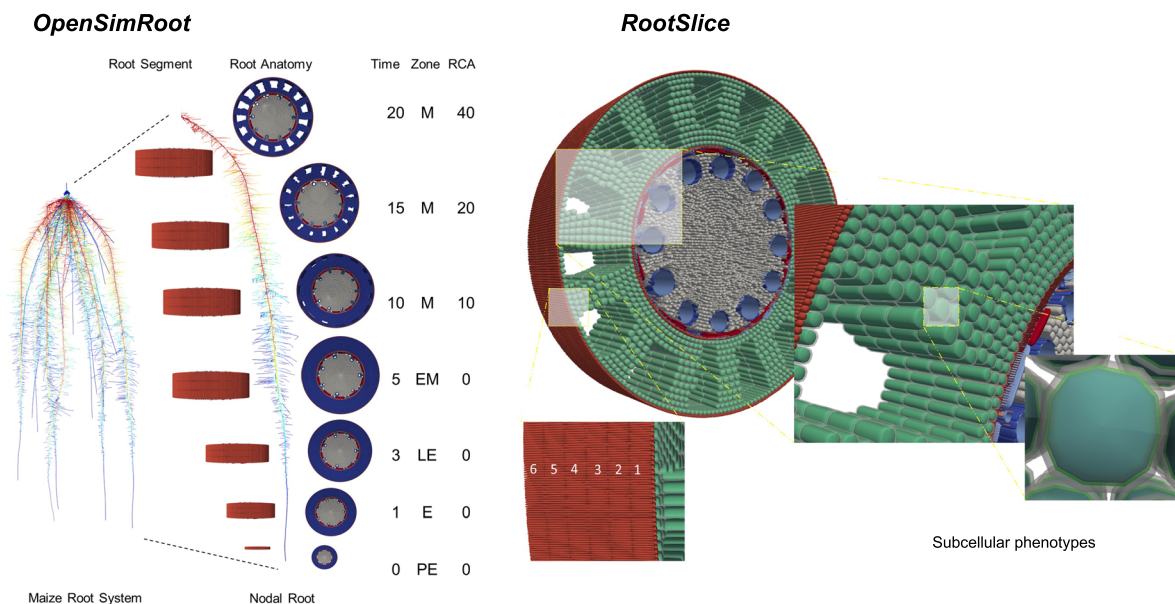 OpenSimRoot
RootSlice
Root Segment Root Anatomy Time Zone RCA
20 M 40
15 M 20
10 M 10
5 EM 0
3 LE 0
1 E 0
0 PE 0
6 5 4 3 2 1
Subcellular phenotypes
Maize Root System Nodal Root